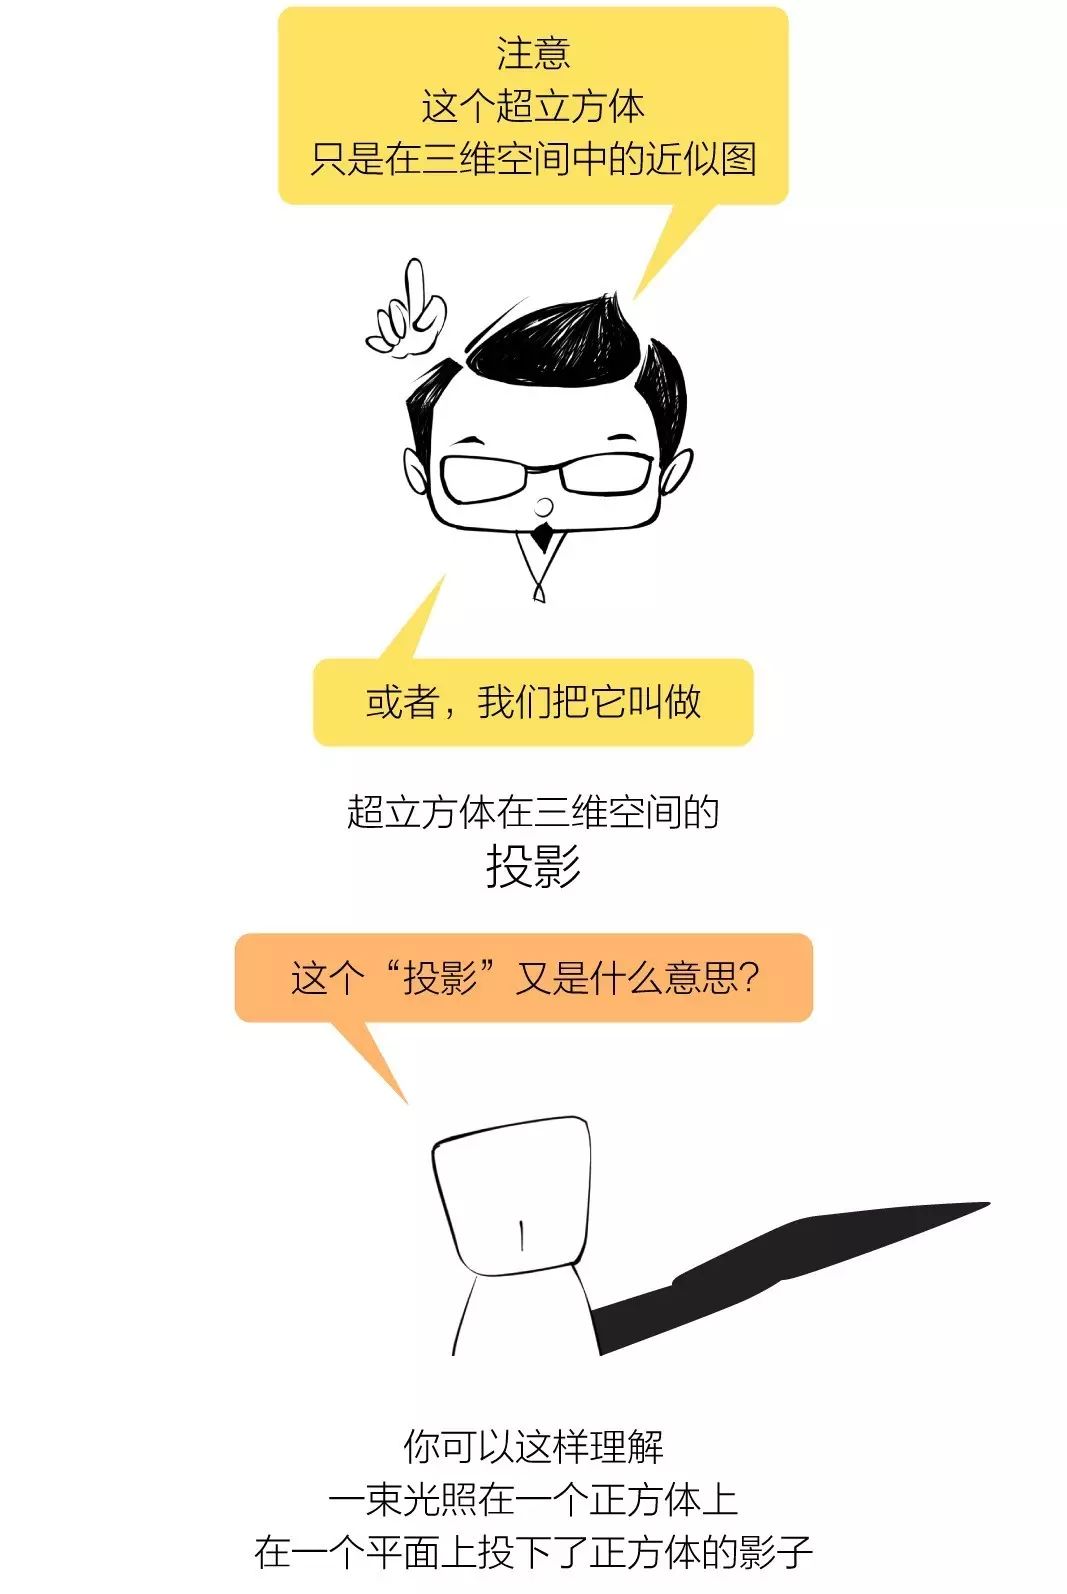 注意
这个超立方体
只是在三维空间中的近似图
或者，我们把它叫做
超立方体在三维空间的
投影
这个“投影”又是什么意思？
你可以这样理解
一束光照在一个正方体上
在一个平面上投下了正方体的影子